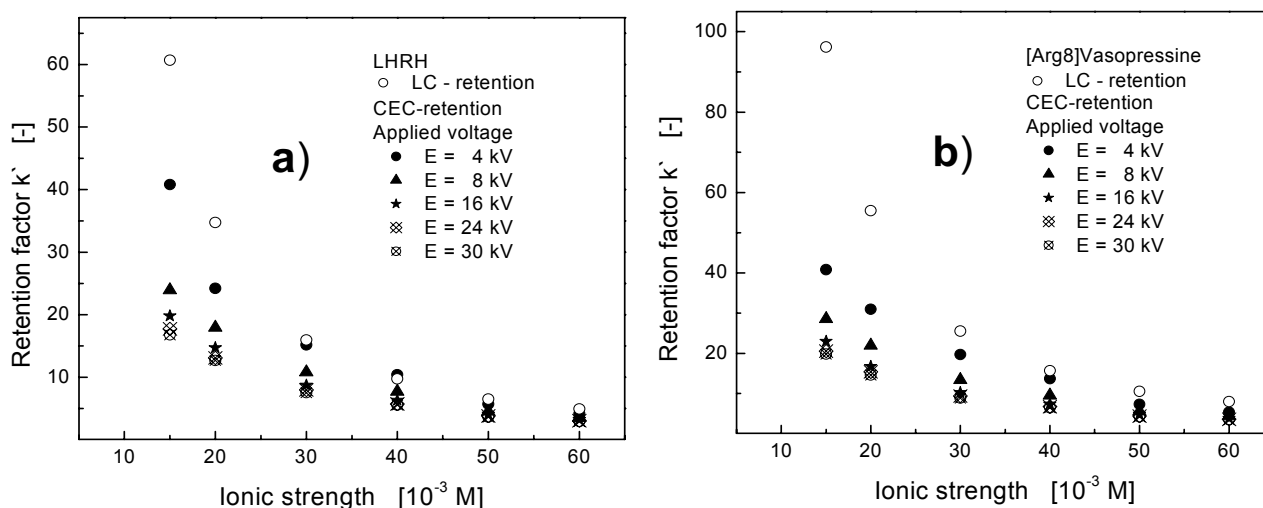 60
50
40
30
20
10
Retention factor k` [-]
LHRH
LC - retention
CEC-retention
Applied voltage
E = 4 kV
E = 8 kV
E = 16 kV
E = 24 kV
E = 30 kV
a)
10 20 30 40 50 60
Ionic strength [10⁻³ M]
100
80
60
40
20
Retention factor k` [-]
[Arg8]Vasopressine
LC - retention
CEC-retention
Applied voltage
E = 4 kV
E = 8 kV
E = 16 kV
E = 24 kV
E = 30 kV
b)
10 20 30 40 50 60
Ionic strength [10⁻³ M]